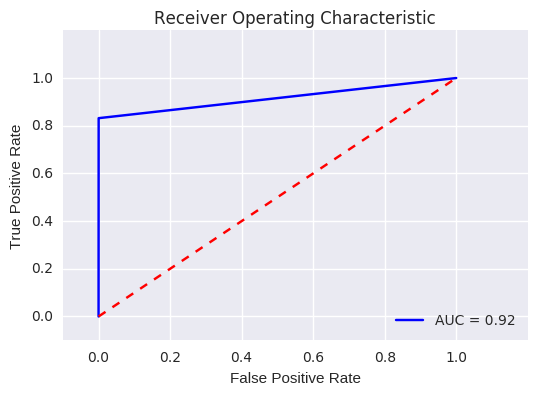 Receiver Operating Characteristic
True Positive Rate
1.0
0.8
0.6
0.4
0.2
0.0
AUC = 0.92
0.0 0.2 0.4 0.6 0.8 1.0
False Positive Rate